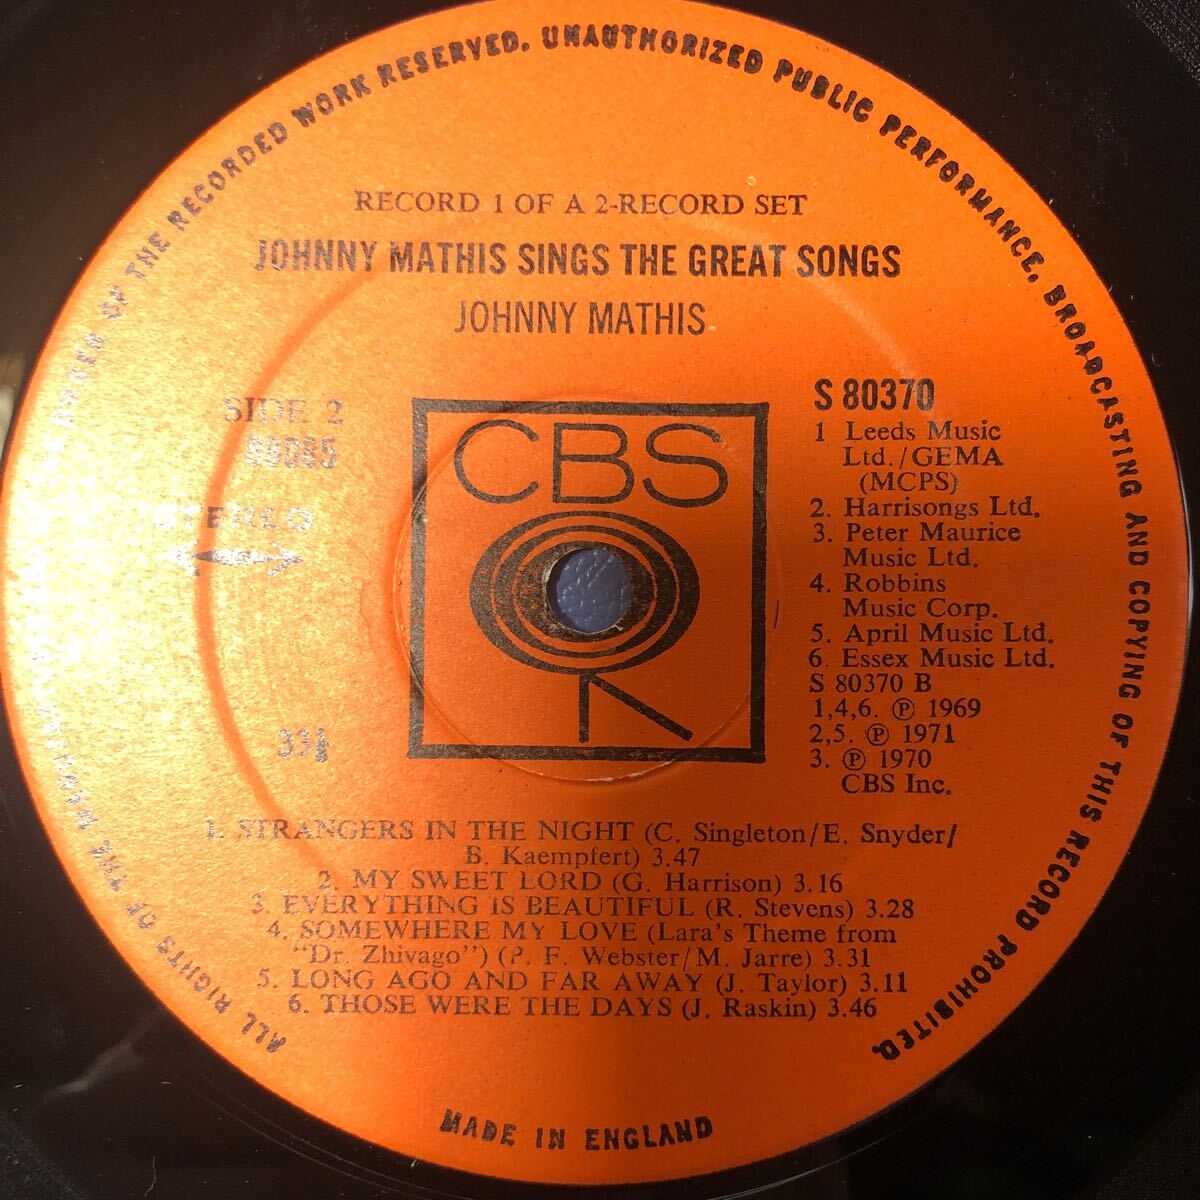 ALL RIGHTS OF THE MANUFACTURER AND OF THE OWNER OF THE RECORDED WORK RESERVED. UNAUTHORIZED PUBLIC PERFORMANCE, BROADCASTING AND COPYING OF THIS RECORD PROHIBITED.
RECORD 1 OF A 2-RECORD SET
JOHNNY MATHIS SINGS THE GREAT SONGS
JOHNNY MATHIS
SIDE 2
STEREO
33⅓
CBS
S 80370
1 Leeds Music
Ltd./GEMA
(MCPS)
2. Harrisongs Ltd.
3. Peter Maurice
Music Ltd.
4. Robbins
Music Corp.
5. April Music Ltd.
6. Essex Music Ltd.
S 80370 B
1,4,6. ℗ 1969
2,5. ℗ 1971
3. ℗ 1970
CBS Inc.
1. STRANGERS IN THE NIGHT (C. Singleton/E. Snyder/
B. Kaempfert) 3.47
2. MY SWEET LORD (G. Harrison) 3.16
3. EVERYTHING IS BEAUTIFUL (R. Stevens) 3.28
4. SOMEWHERE MY LOVE (Lara's Theme from
"Dr. Zhivago") (P. F. Webster/M. Jarre) 3.31
5. LONG AGO AND FAR AWAY (J. Taylor) 3.11
6. THOSE WERE THE DAYS (J. Raskin) 3.46
MADE IN ENGLAND